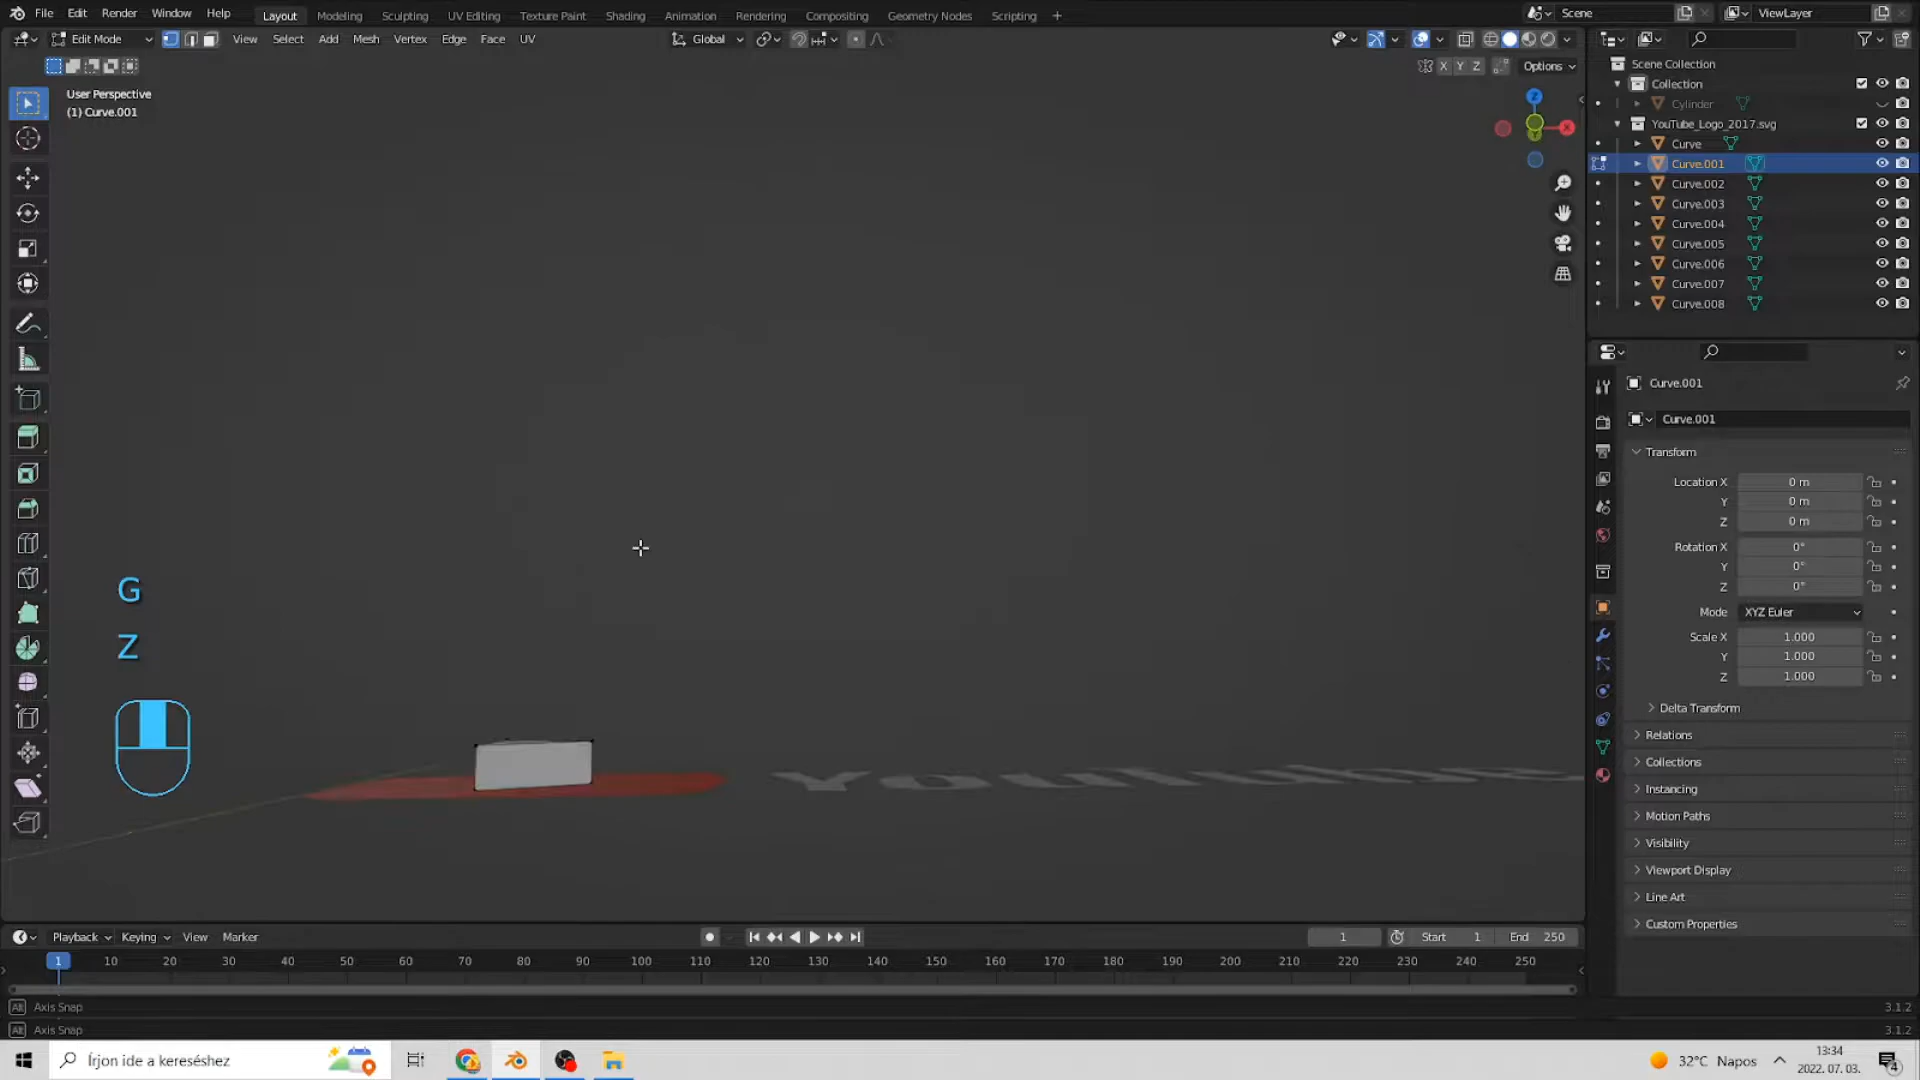 File Edit Render Window Help Layout Modeling Sculpting UV Editing Texture Paint Shading Animation Rendering Compositing Geometry Nodes Scripting + Scene ViewLayer
Edit Mode View Select Add Mesh Vertex Edge Face UV Global
X Y Z Options
User Perspective
(1) Curve.001
Z
X
Y
Scene Collection
Collection
Cylinder
YouTube_Logo_2017.svg
Curve
Curve.001
Curve.002
Curve.003
Curve.004
Curve.005
Curve.006
Curve.007
Curve.008
Curve.001
Curve.001
Transform
Location X 0 m
Y 0 m
Z 0 m
Rotation X 0°
Y 0°
Z 0°
Mode XYZ Euler
Scale X 1.000
Y 1.000
Z 1.000
Delta Transform
Relations
Collections
Instancing
Motion Paths
Visibility
Viewport Display
Line Art
Custom Properties
G
Z
YouTube
Playback Keying View Marker 1 Start 1 End 250
1 10 20 30 40 50 60 70 80 90 100 110 120 130 140 150 160 170 180 190 200 210 220 230 240 250
Alt Axis Snap 3.1.2
Alt Axis Snap 3.1.2
Írjon ide a kereséshez 32°C Napos 13:34
2022. 07. 03. 4